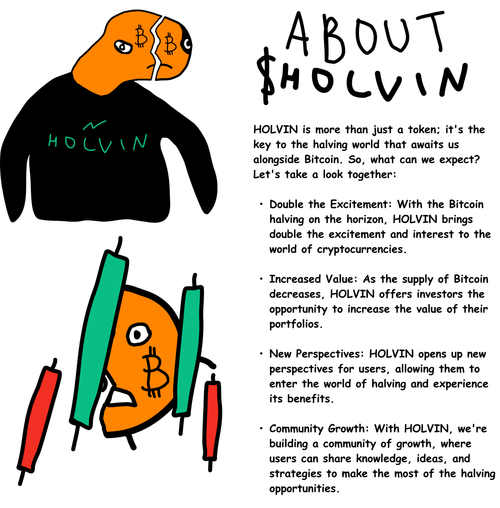 ABOUT
$HOLVIN
HOLVIN
HOLVIN is more than just a token; it's the
key to the halving world that awaits us
alongside Bitcoin. So, what can we expect?
Let's take a look together:
• Double the Excitement: With the Bitcoin
halving on the horizon, HOLVIN brings
double the excitement and interest to the
world of cryptocurrencies.
• Increased Value: As the supply of Bitcoin
decreases, HOLVIN offers investors the
opportunity to increase the value of their
portfolios.
• New Perspectives: HOLVIN opens up new
perspectives for users, allowing them to
enter the world of halving and experience
its benefits.
• Community Growth: With HOLVIN, we're
building a community of growth, where
users can share knowledge, ideas, and
strategies to make the most of the halving
opportunities.